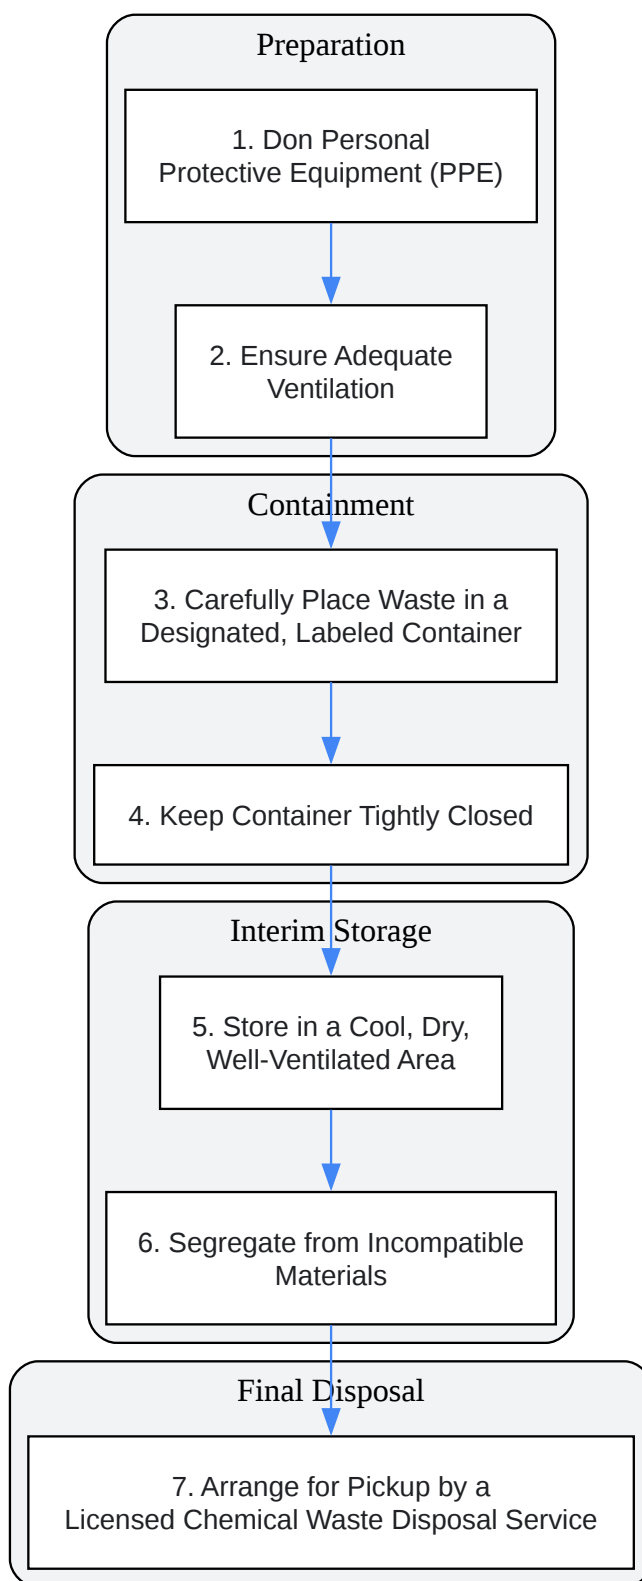 Preparation
1. Don Personal
Protective Equipment (PPE)
2. Ensure Adequate
Ventilation
Containment
3. Carefully Place Waste in a
Designated, Labeled Container
4. Keep Container Tightly Closed
Interim Storage
5. Store in a Cool, Dry,
Well-Ventilated Area
6. Segregate from Incompatible
Materials
Final Disposal
7. Arrange for Pickup by a
Licensed Chemical Waste Disposal Service